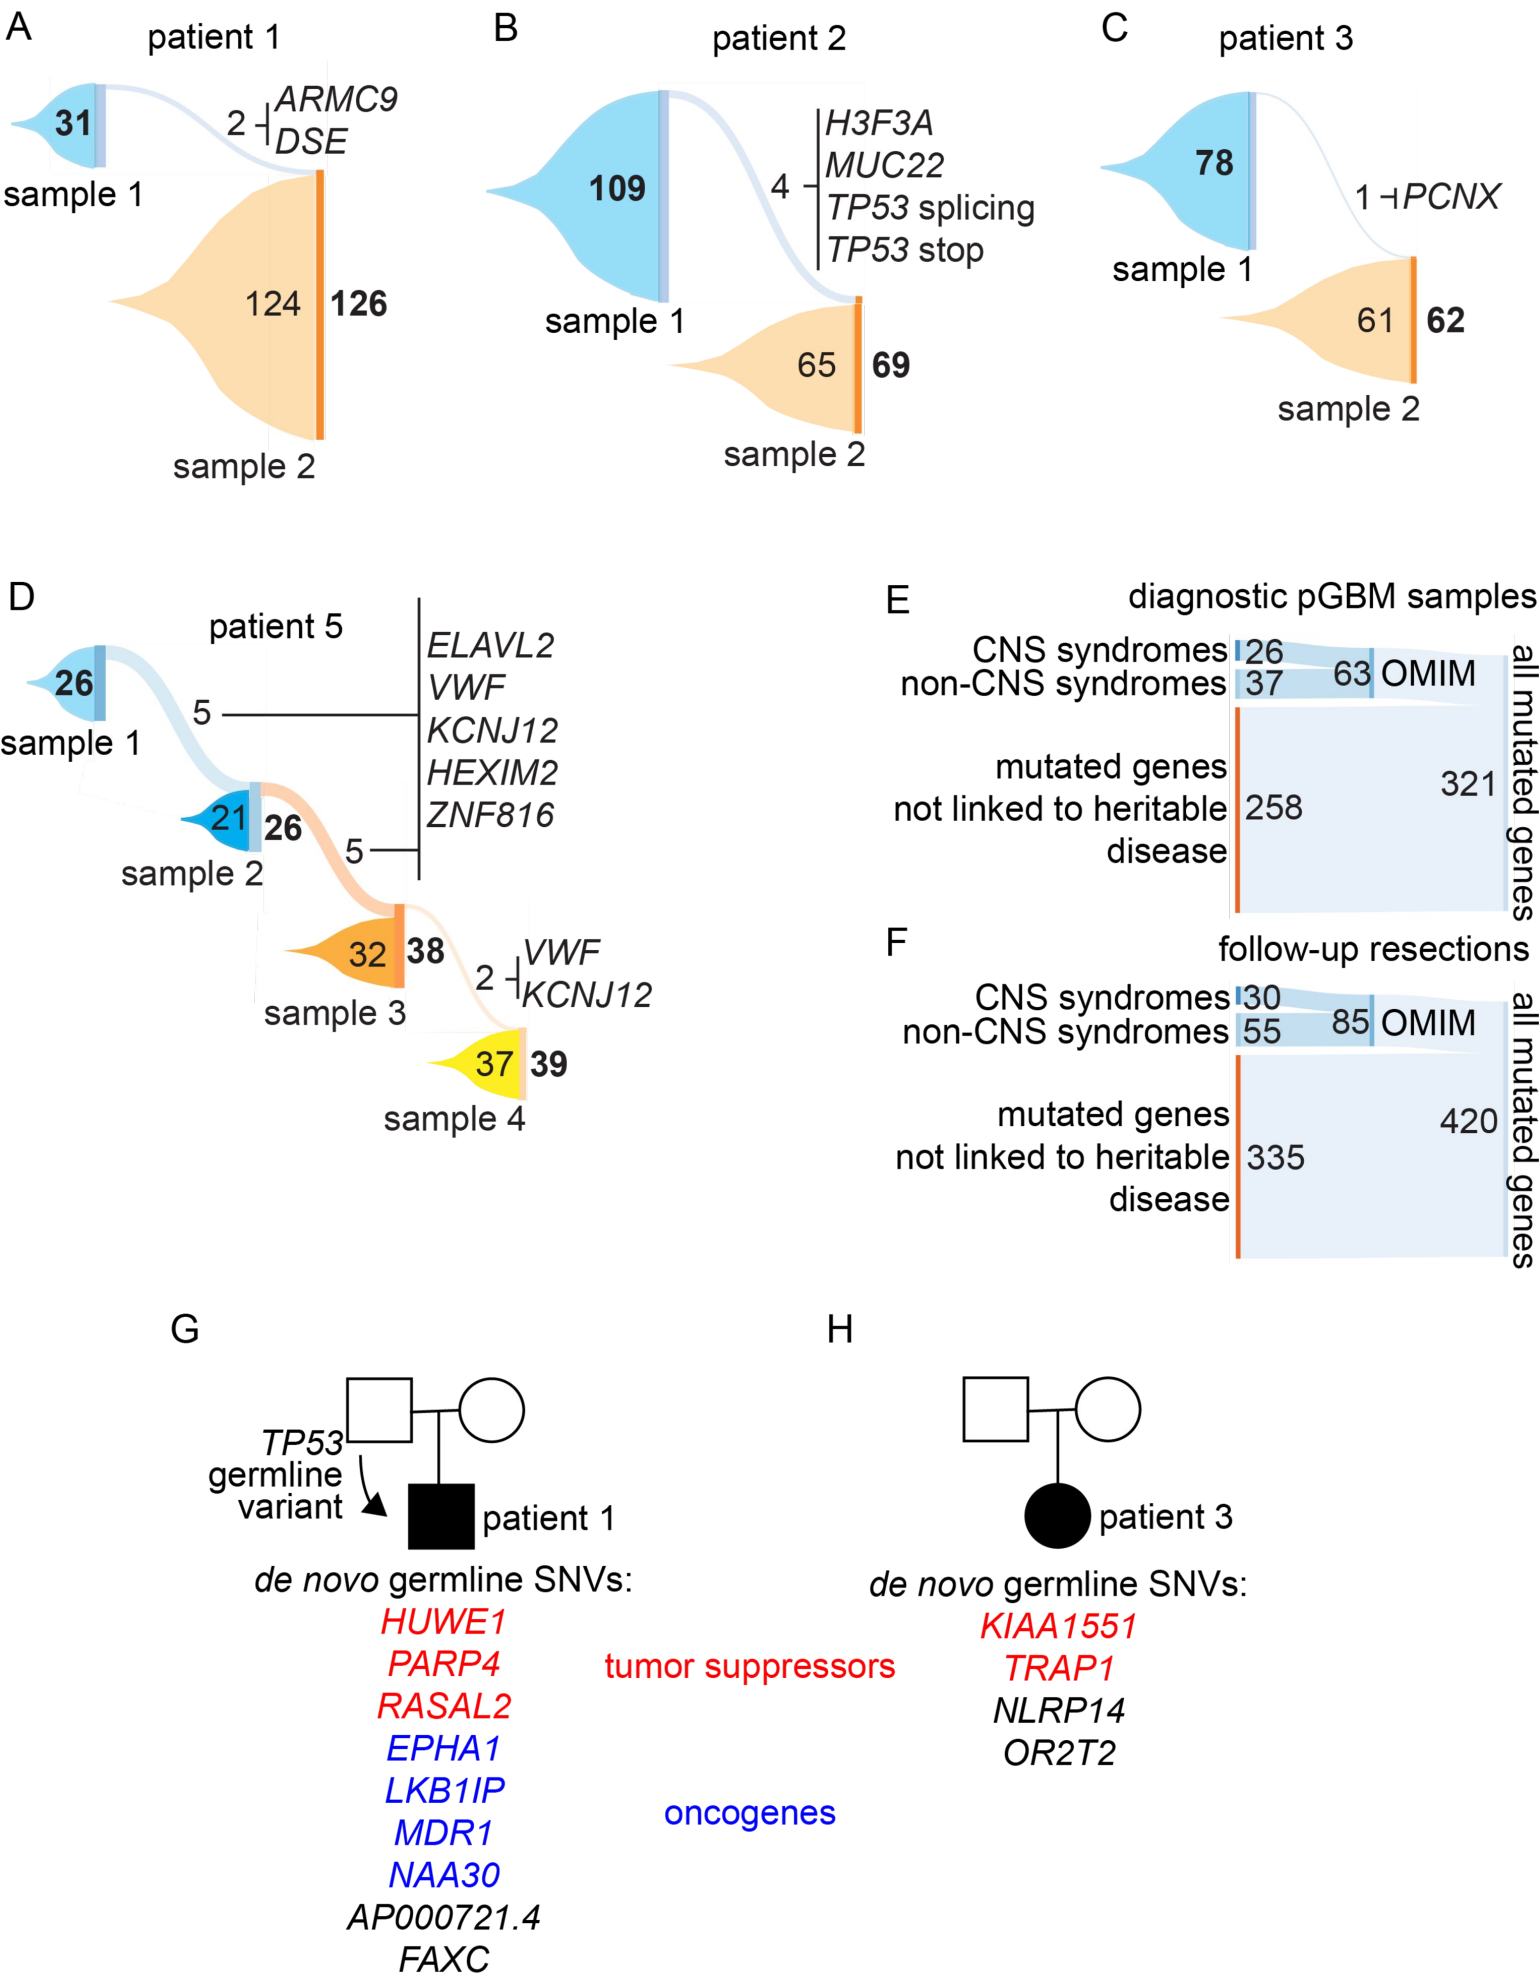 A
patient 1
31
2
ARMC9
DSE
sample 1
124
126
sample 2
B
patient 2
109
4
H3F3A
MUC22
TP53 splicing
TP53 stop
sample 1
65
69
sample 2
C
patient 3
78
1
PCNX
sample 1
61
62
sample 2
D
patient 5
26
sample 1
5
ELAVL2
VWF
KCNJ12
HEXIM2
ZNF816
21
26
sample 2
5
32
38
sample 3
2
VWF
KCNJ12
37
39
sample 4
E
diagnostic pGBM samples
CNS syndromes
26
non-CNS syndromes
37
63
OMIM
mutated genes
not linked to heritable
disease
258
321
all mutated genes
F
follow-up resections
CNS syndromes
30
non-CNS syndromes
55
85
OMIM
mutated genes
not linked to heritable
disease
335
420
all mutated genes
G
TP53
germline
variant
patient 1
de novo germline SNVs:
HUWE1
PARP4
RASAL2
EPHA1
LKB1IP
MDR1
NAA30
AP000721.4
FAXC
tumor suppressors
oncogenes
H
patient 3
de novo germline SNVs:
KIAA1551
TRAP1
NLRP14
OR2T2